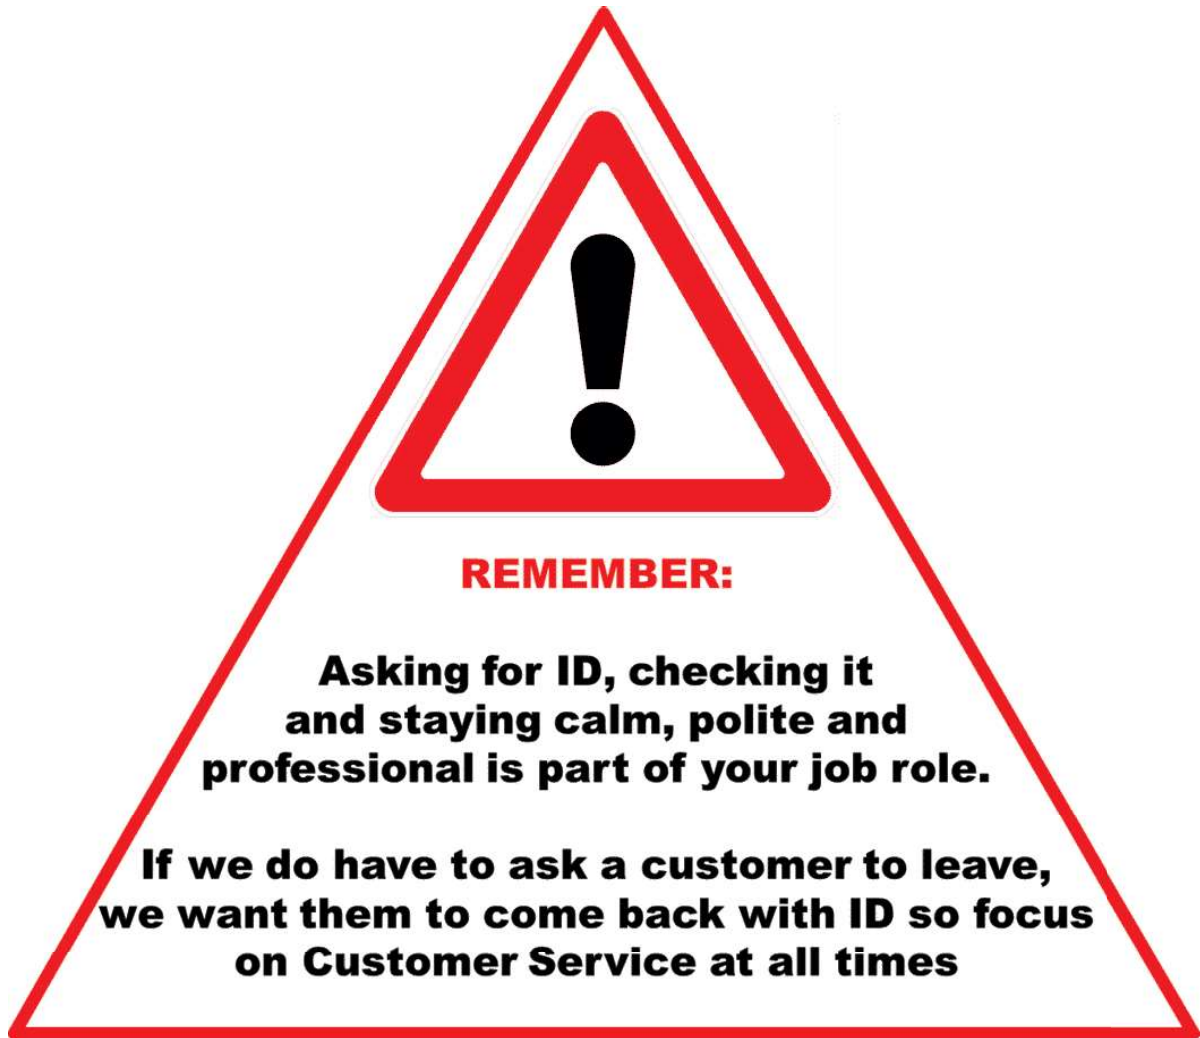 REMEMBER:
Asking for ID, checking it
and staying calm, polite and
professional is part of your job role.
If we do have to ask a customer to leave,
we want them to come back with ID so focus
on Customer Service at all times